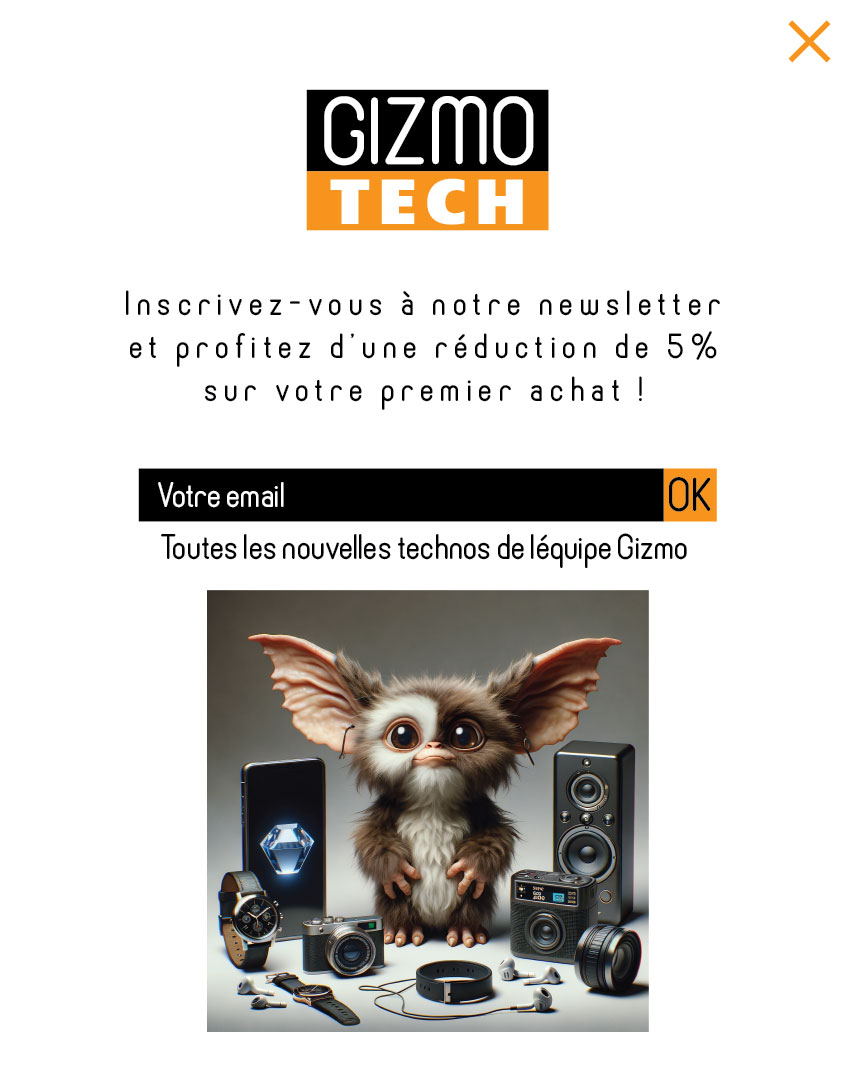 GIZMO
TECH
Inscrivez-vous à notre newsletter
et profitez d'une réduction de 5%
sur votre premier achat !
Votre email
OK
Toutes les nouvelles technos de léquipe Gizmo